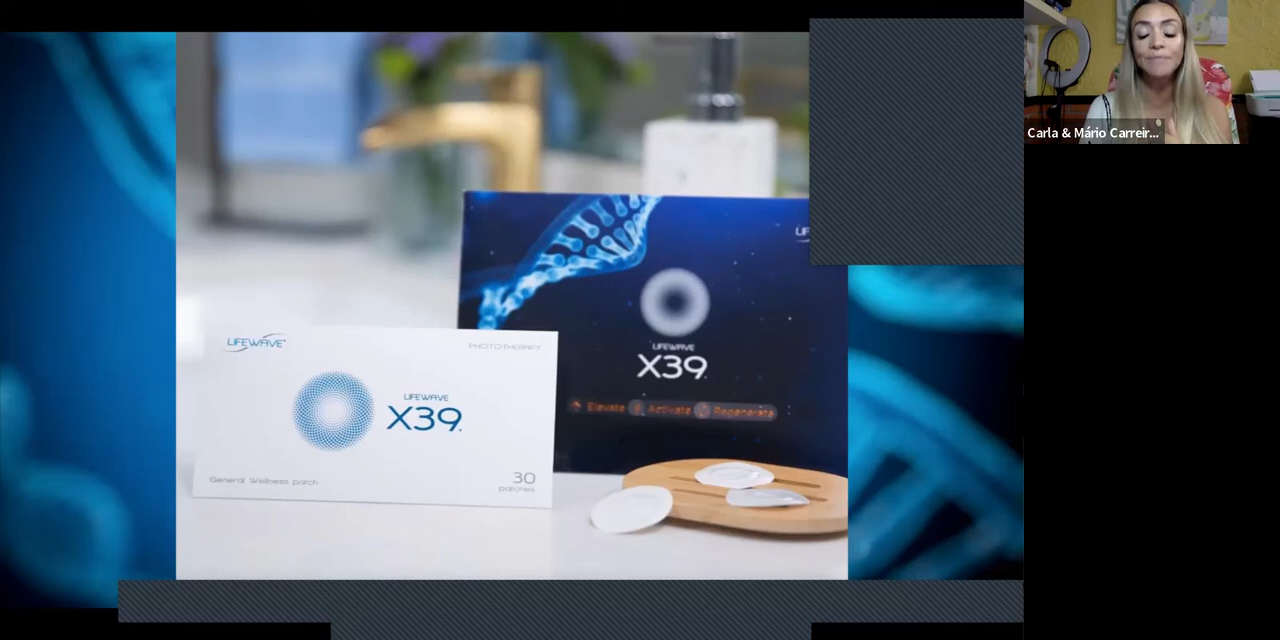 Carla & Mário Carreir...
LIFEWAVE
X39
Elevate Activate Regenerate
LIFEWAVE
PHOTOTHERAPY
LIFEWAVE
X39
General Wellness patch
30
patches